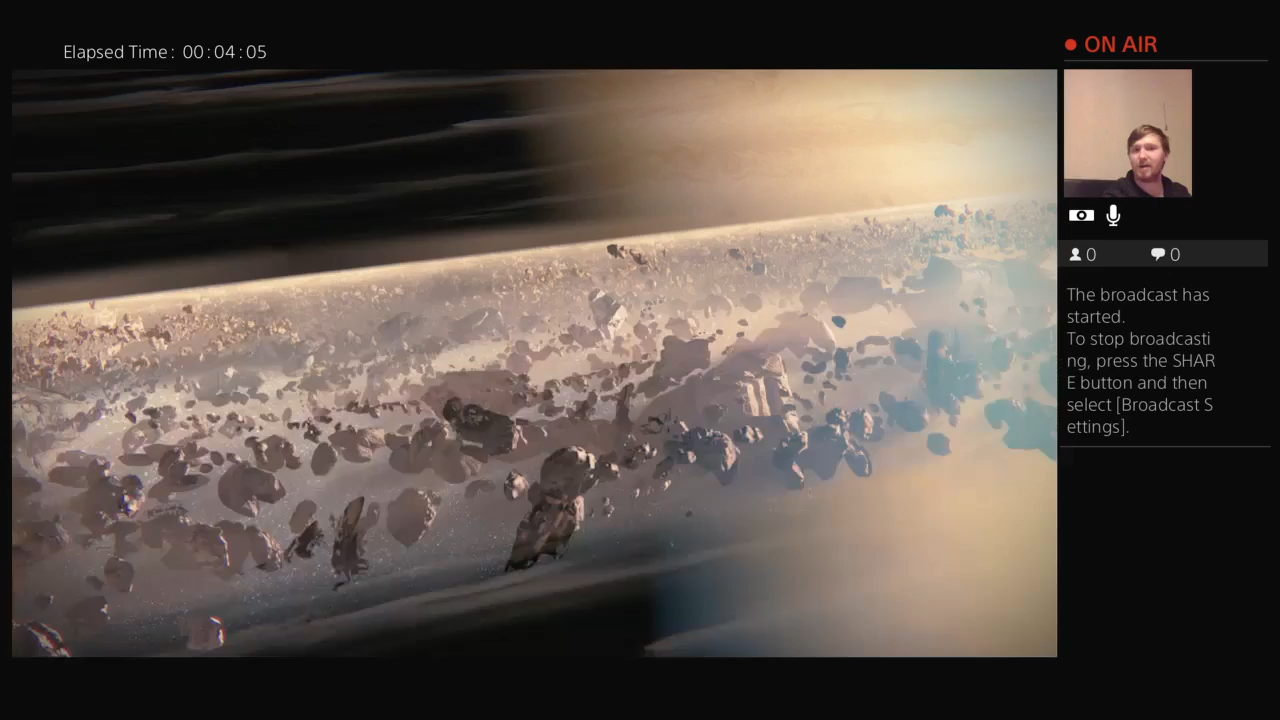 Elapsed Time: 00:04:05
ON AIR
0 0
The broadcast has
started.
To stop broadcasti
ng, press the SHAR
E button and then
select [Broadcast S
ettings].